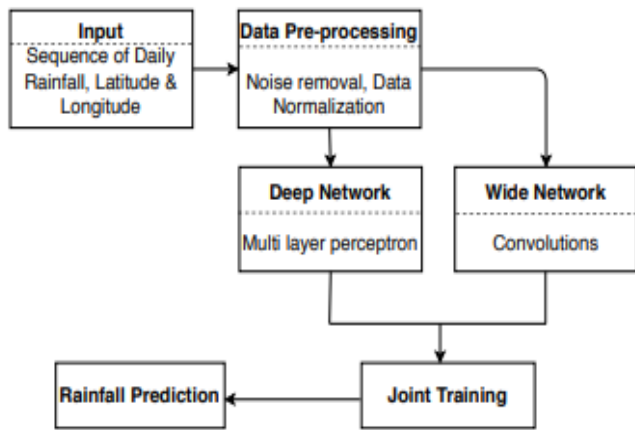 Input
Sequence of Daily
Rainfall, Latitude &
Longitude
Data Pre-processing
Noise removal, Data
Normalization
Deep Network
Multi layer perceptron
Wide Network
Convolutions
Rainfall Prediction
Joint Training